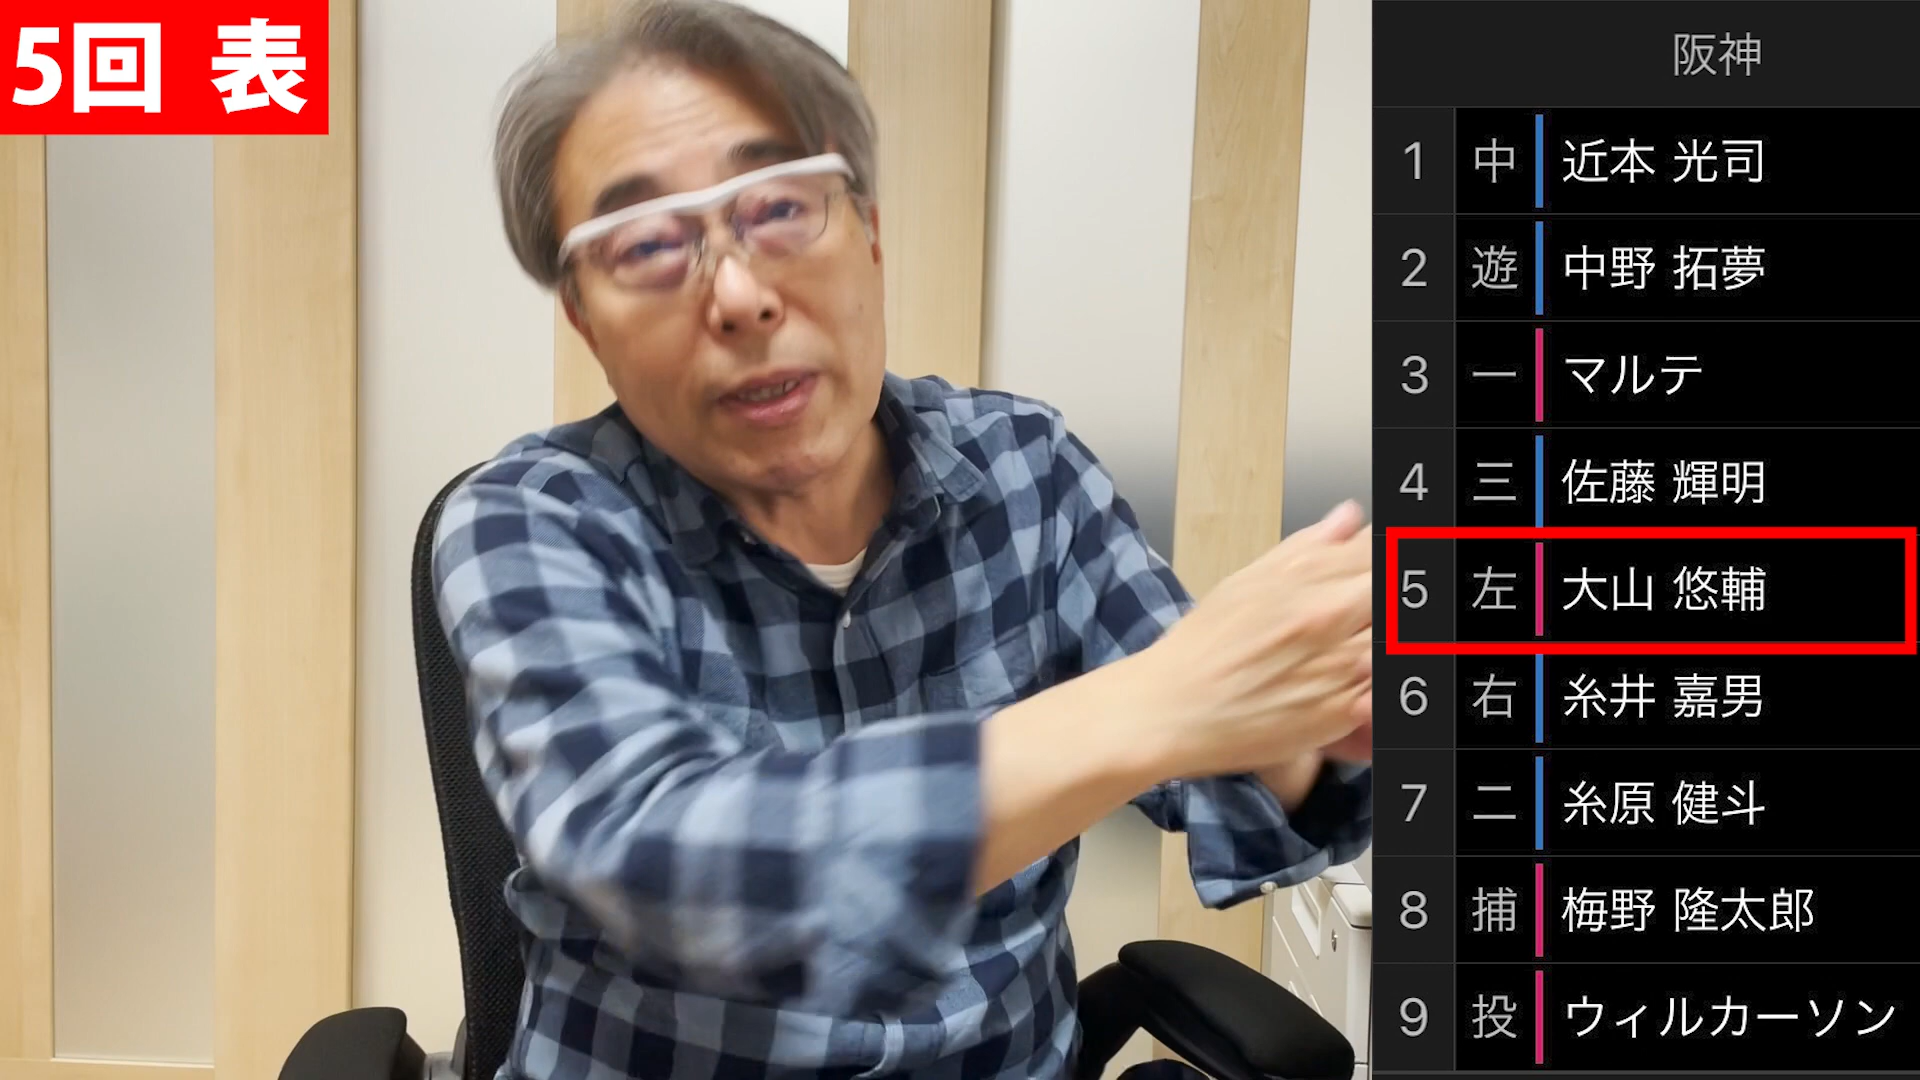 5回 表
阪神
1 中 近本 光司
2 遊 中野 拓夢
3 一 マルテ
4 三 佐藤 輝明
5 左 大山 悠輔
6 右 糸井 嘉男
7 二 糸原 健斗
8 捕 梅野 隆太郎
9 投 ウィルカーソン